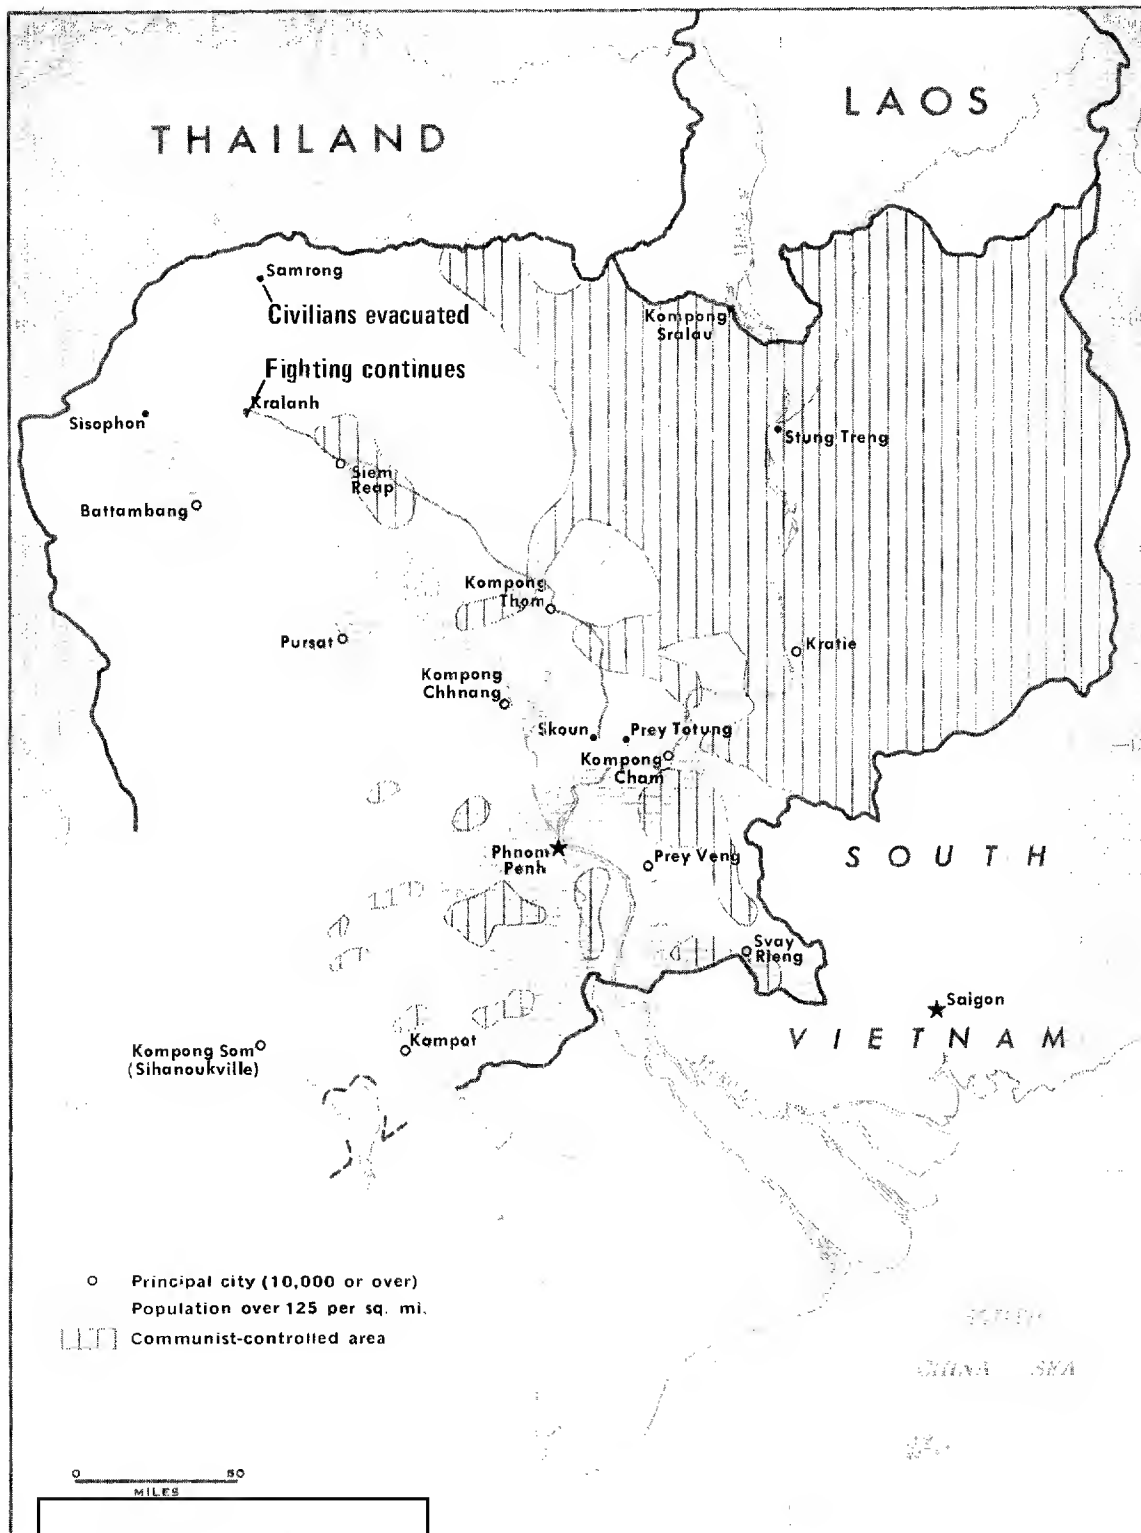 THAILAND
LAOS
Samrong
Civilians evacuated
Kompong
Sralau
Fighting continues
Kralanh
Sisophon
Stung Treng
Siem
Reap
Battambang
Kompong
Thom
Pursat
Kratie
Kompong
Chhnang
Skoun
Prey Totung
Kompong
Cham
Phnom
Penh
Prey Veng
SOUTH
Svay
Rieng
Saigon
VIETNAM
Kompong Som
(Sihanoukville)
Kampot
Principal city (10,000 or over)
Population over 125 per sq. mi.
Communist-controlled area
CHINA SEA
0 50
MILES